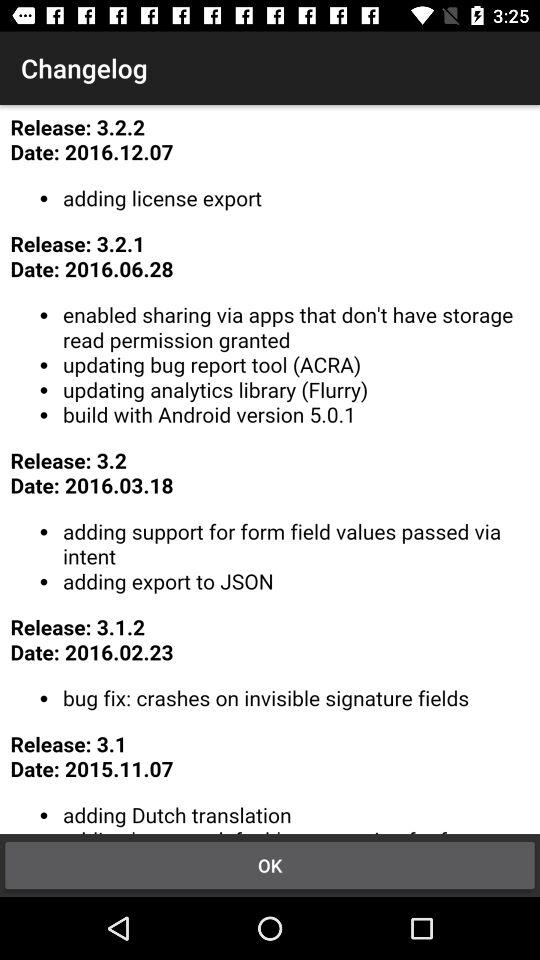 3:25
Changelog
Release: 3.2.2
Date: 2016.12.07
• adding license export
Release: 3.2.1
Date: 2016.06.28
• enabled sharing via apps that don't have storage
read permission granted
• updating bug report tool (ACRA)
• updating analytics library (Flurry)
• build with Android version 5.0.1
Release: 3.2
Date: 2016.03.18
• adding support for form field values passed via
intent
• adding export to JSON
Release: 3.1.2
Date: 2016.02.23
• bug fix: crashes on invisible signature fields
Release: 3.1
Date: 2015.11.07
• adding Dutch translation
OK